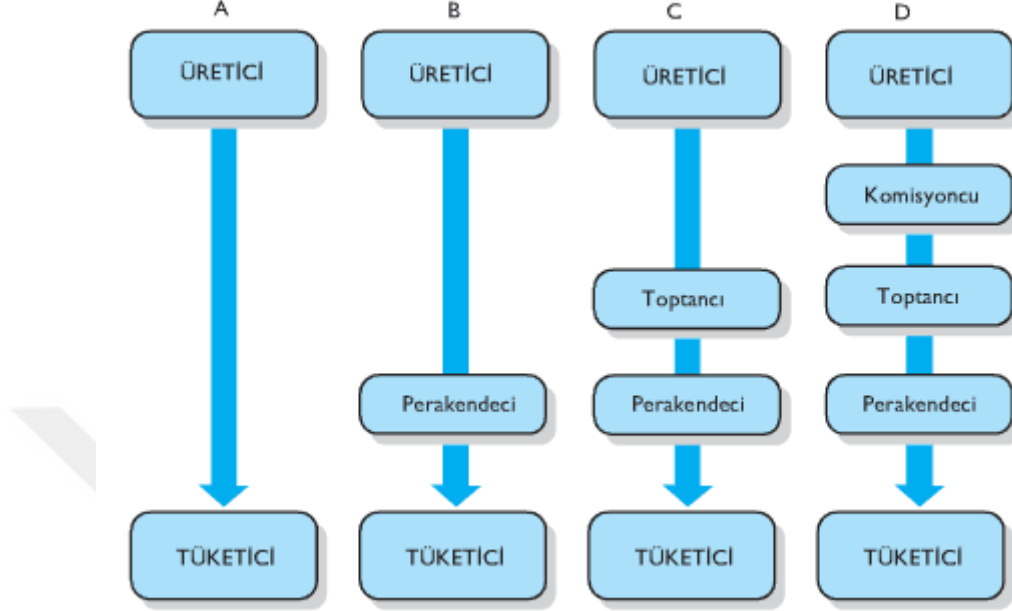 A B C D
ÜRETİCİ ÜRETİCİ ÜRETİCİ ÜRETİCİ
Komisyoncu
Toptancı Toptancı
Perakendeci Perakendeci Perakendeci
TÜKETİCİ TÜKETİCİ TÜKETİCİ TÜKETİCİ